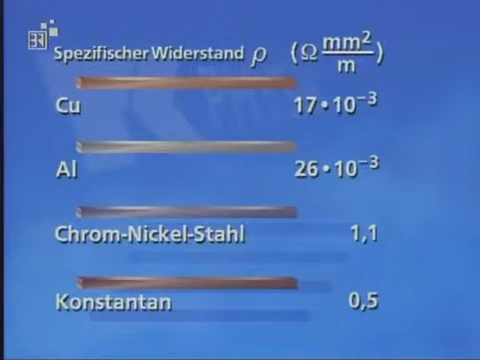 BR
Spezifischer Widerstand ρ (Ω mm²/m)
Cu 17•10⁻³
Al 26•10⁻³
Chrom-Nickel-Stahl 1,1
Konstantan 0,5